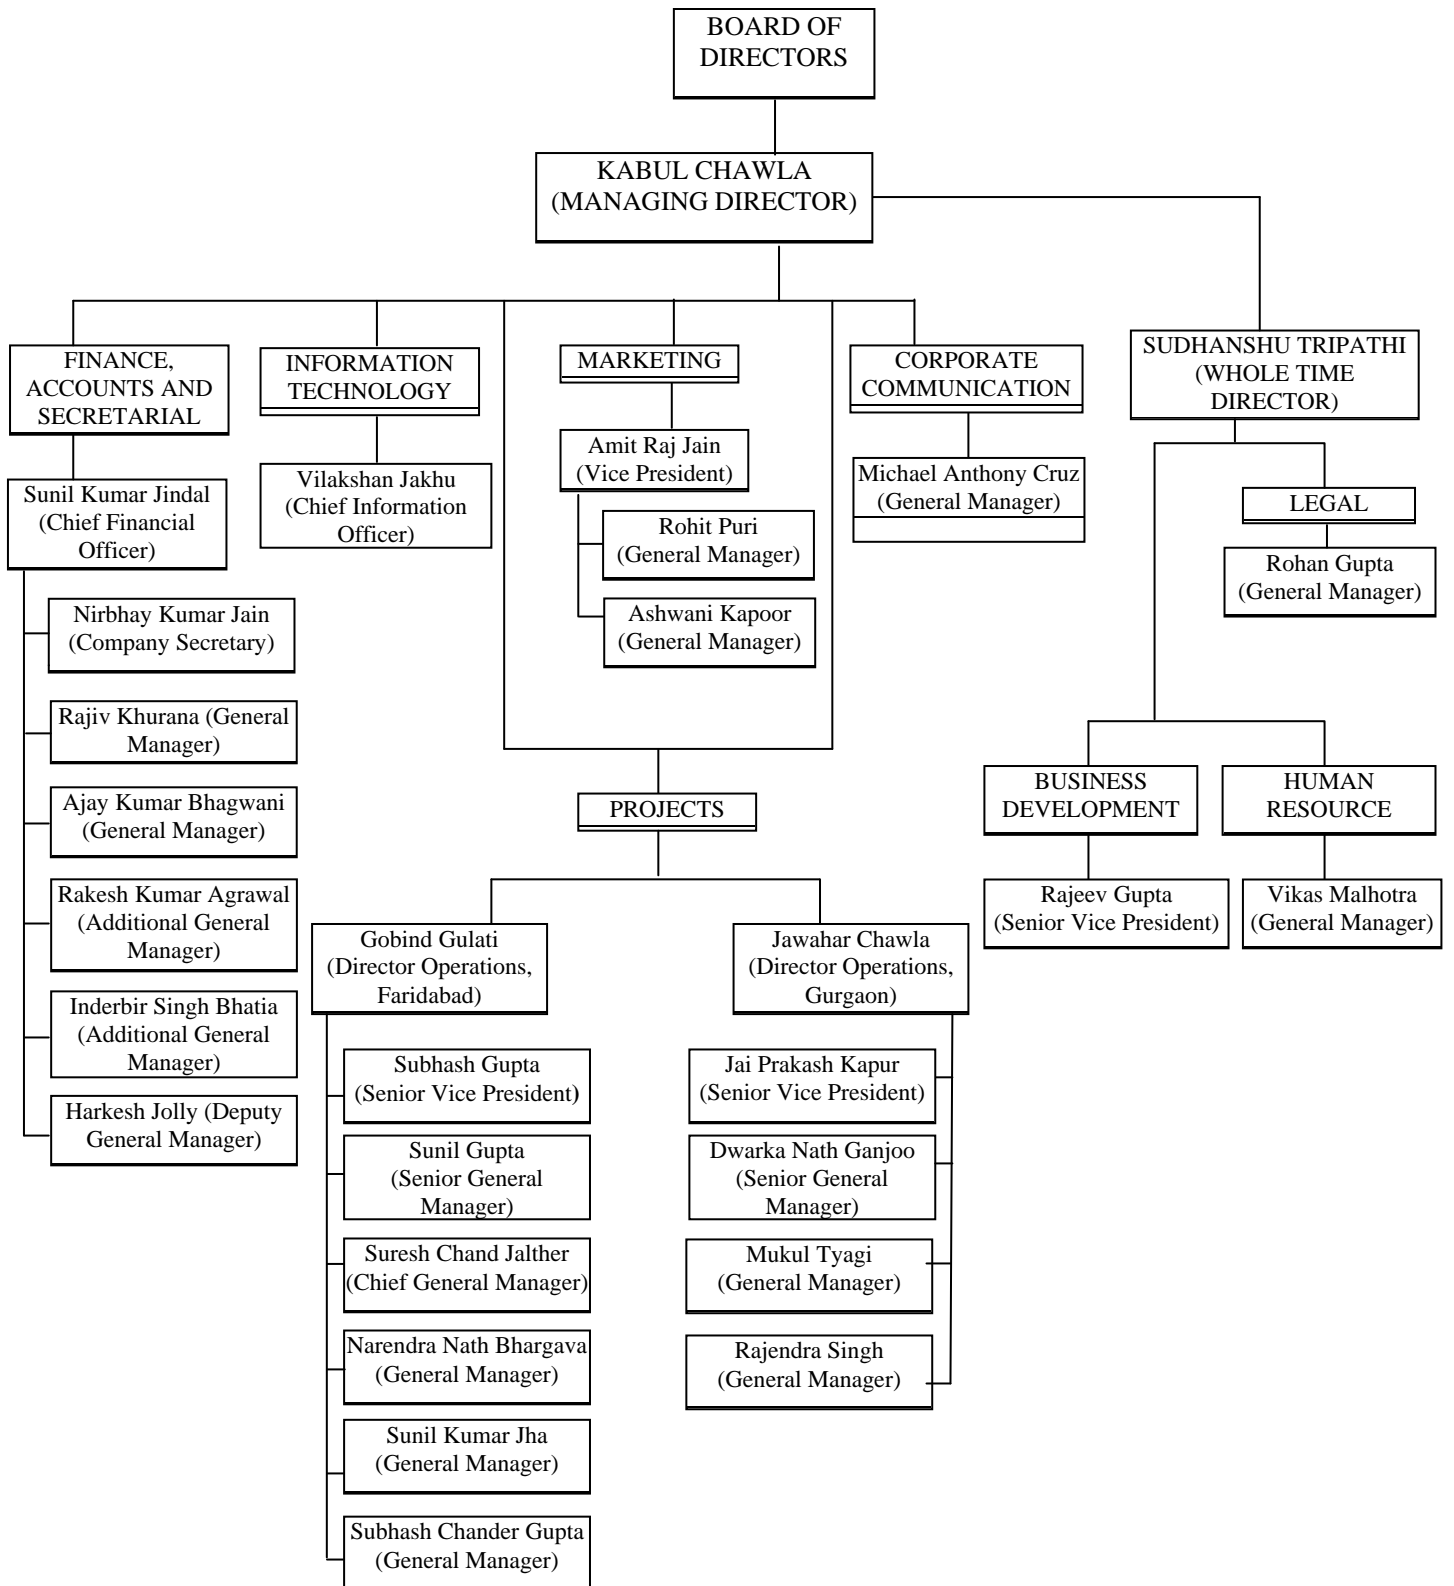 BOARD OF
DIRECTORS
KABUL CHAWLA
(MANAGING DIRECTOR)
FINANCE,
ACCOUNTS AND
SECRETARIAL
INFORMATION
TECHNOLOGY
MARKETING
CORPORATE
COMMUNICATION
SUDHANSHU TRIPATHI
(WHOLE TIME
DIRECTOR)
Sunil Kumar Jindal
(Chief Financial
Officer)
Vilakshan Jakhu
(Chief Information
Officer)
Amit Raj Jain
(Vice President)
Rohit Puri
(General Manager)
Ashwani Kapoor
(General Manager)
Michael Anthony Cruz
(General Manager)
LEGAL
Rohan Gupta
(General Manager)
Nirbhay Kumar Jain
(Company Secretary)
Rajiv Khurana (General
Manager)
Ajay Kumar Bhagwani
(General Manager)
Rakesh Kumar Agrawal
(Additional General
Manager)
Inderbir Singh Bhatia
(Additional General
Manager)
Harkesh Jolly (Deputy
General Manager)
PROJECTS
BUSINESS
DEVELOPMENT
HUMAN
RESOURCE
Rajeev Gupta
(Senior Vice President)
Vikas Malhotra
(General Manager)
Gobind Gulati
(Director Operations,
Faridabad)
Jawahar Chawla
(Director Operations,
Gurgaon)
Subhash Gupta
(Senior Vice President)
Sunil Gupta
(Senior General
Manager)
Suresh Chand Jalther
(Chief General Manager)
Narendra Nath Bhargava
(General Manager)
Sunil Kumar Jha
(General Manager)
Subhash Chander Gupta
(General Manager)
Jai Prakash Kapur
(Senior Vice President)
Dwarka Nath Ganjoo
(Senior General
Manager)
Mukul Tyagi
(General Manager)
Rajendra Singh
(General Manager)